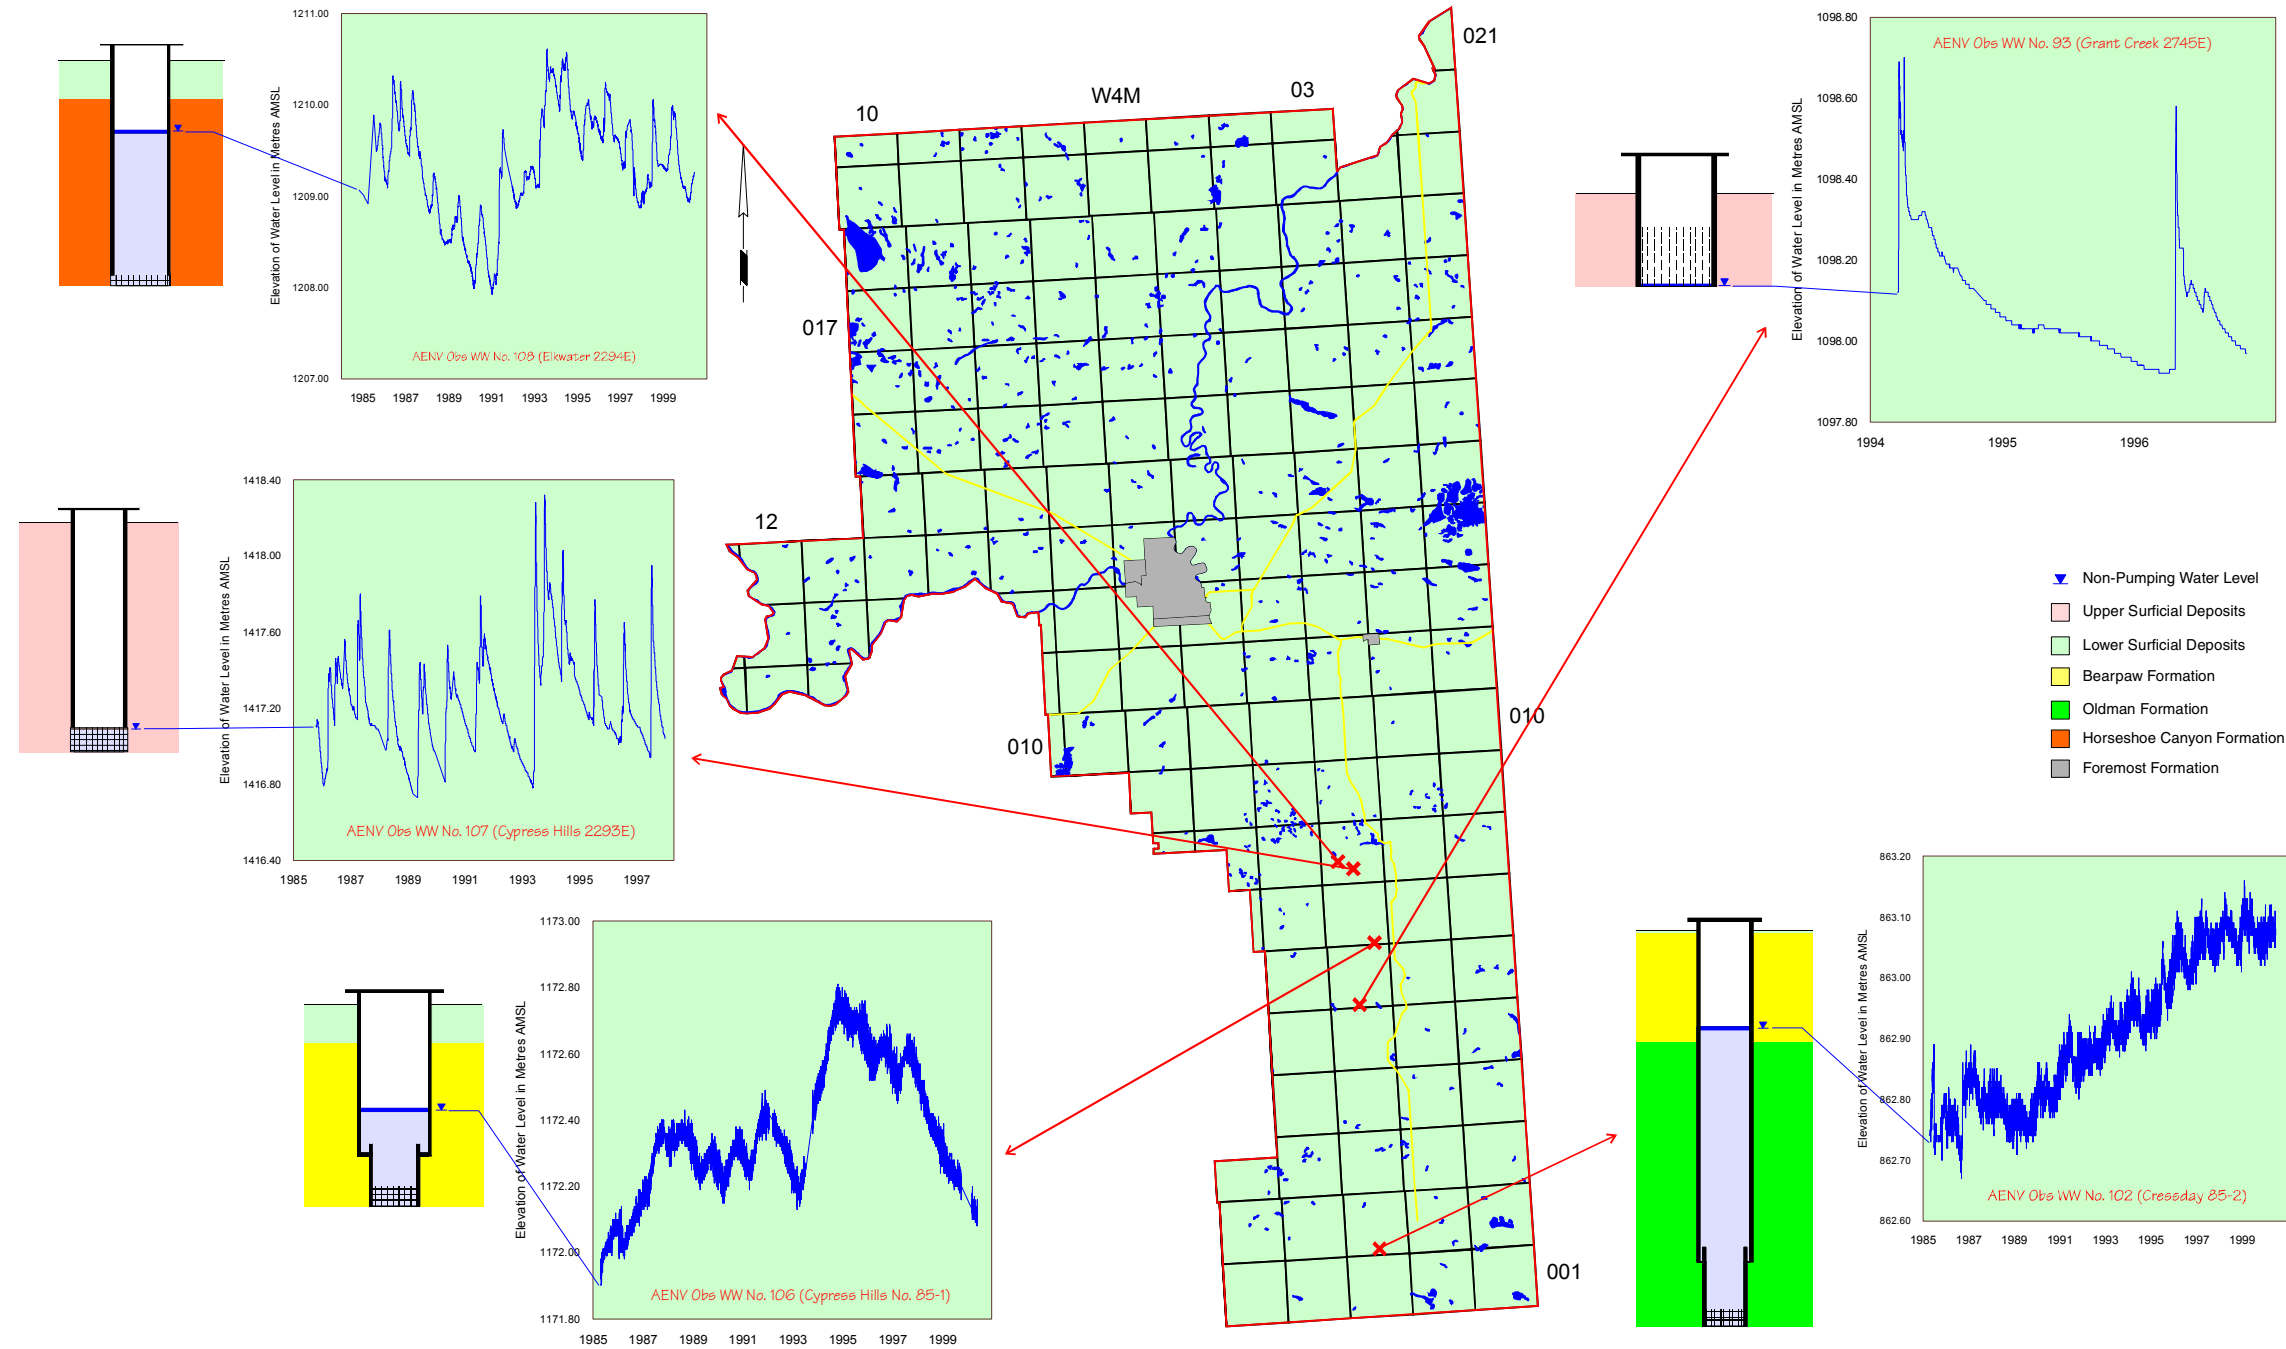 1211.00
1210.00
1209.00
1208.00
1207.00
Elevation of Water Level in Metres AMSL
AENV Obs WW No. 108 (Elkwater 2294E)
1985 1987 1989 1991 1993 1995 1997 1999
1418.40
1418.00
1417.60
1417.20
1416.80
1416.40
Elevation of Water Level in Metres AMSL
AENV Obs WW No. 107 (Cypress Hills 2293E)
1985 1987 1989 1991 1993 1995 1997
1173.00
1172.80
1172.60
1172.40
1172.20
1172.00
1171.80
Elevation of Water Level in Metres AMSL
AENV Obs WW No. 106 (Cypress Hills No. 85-1)
1985 1987 1989 1991 1993 1995 1997 1999
021
W4M
03
10
017
12
010
010
001
1098.80
1098.60
1098.40
1098.20
1098.00
1097.80
Elevation of Water Level in Metres AMSL
AENV Obs WW No. 93 (Grant Creek 2745E)
1994 1995 1996
Non-Pumping Water Level
Upper Surficial Deposits
Lower Surficial Deposits
Bearpaw Formation
Oldman Formation
Horseshoe Canyon Formation
Foremost Formation
863.20
863.10
863.00
862.90
862.80
862.70
862.60
Elevation of Water Level in Metres AMSL
AENV Obs WW No. 102 (Cressday 85-2)
1985 1987 1989 1991 1993 1995 1997 1999